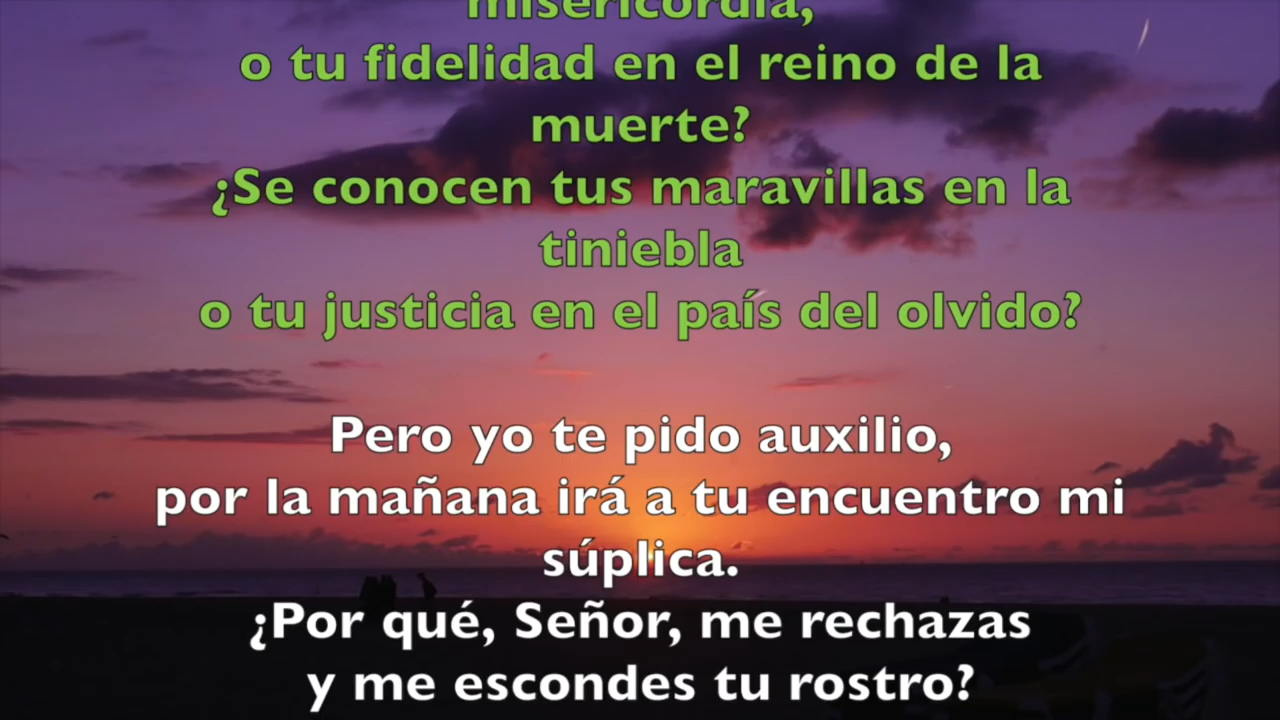 misericordia,
o tu fidelidad en el reino de la
muerte?
¿Se conocen tus maravillas en la
tiniebla
o tu justicia en el país del olvido?
Pero yo te pido auxilio,
por la mañana irá a tu encuentro mi
súplica.
¿Por qué, Señor, me rechazas
y me escondes tu rostro?